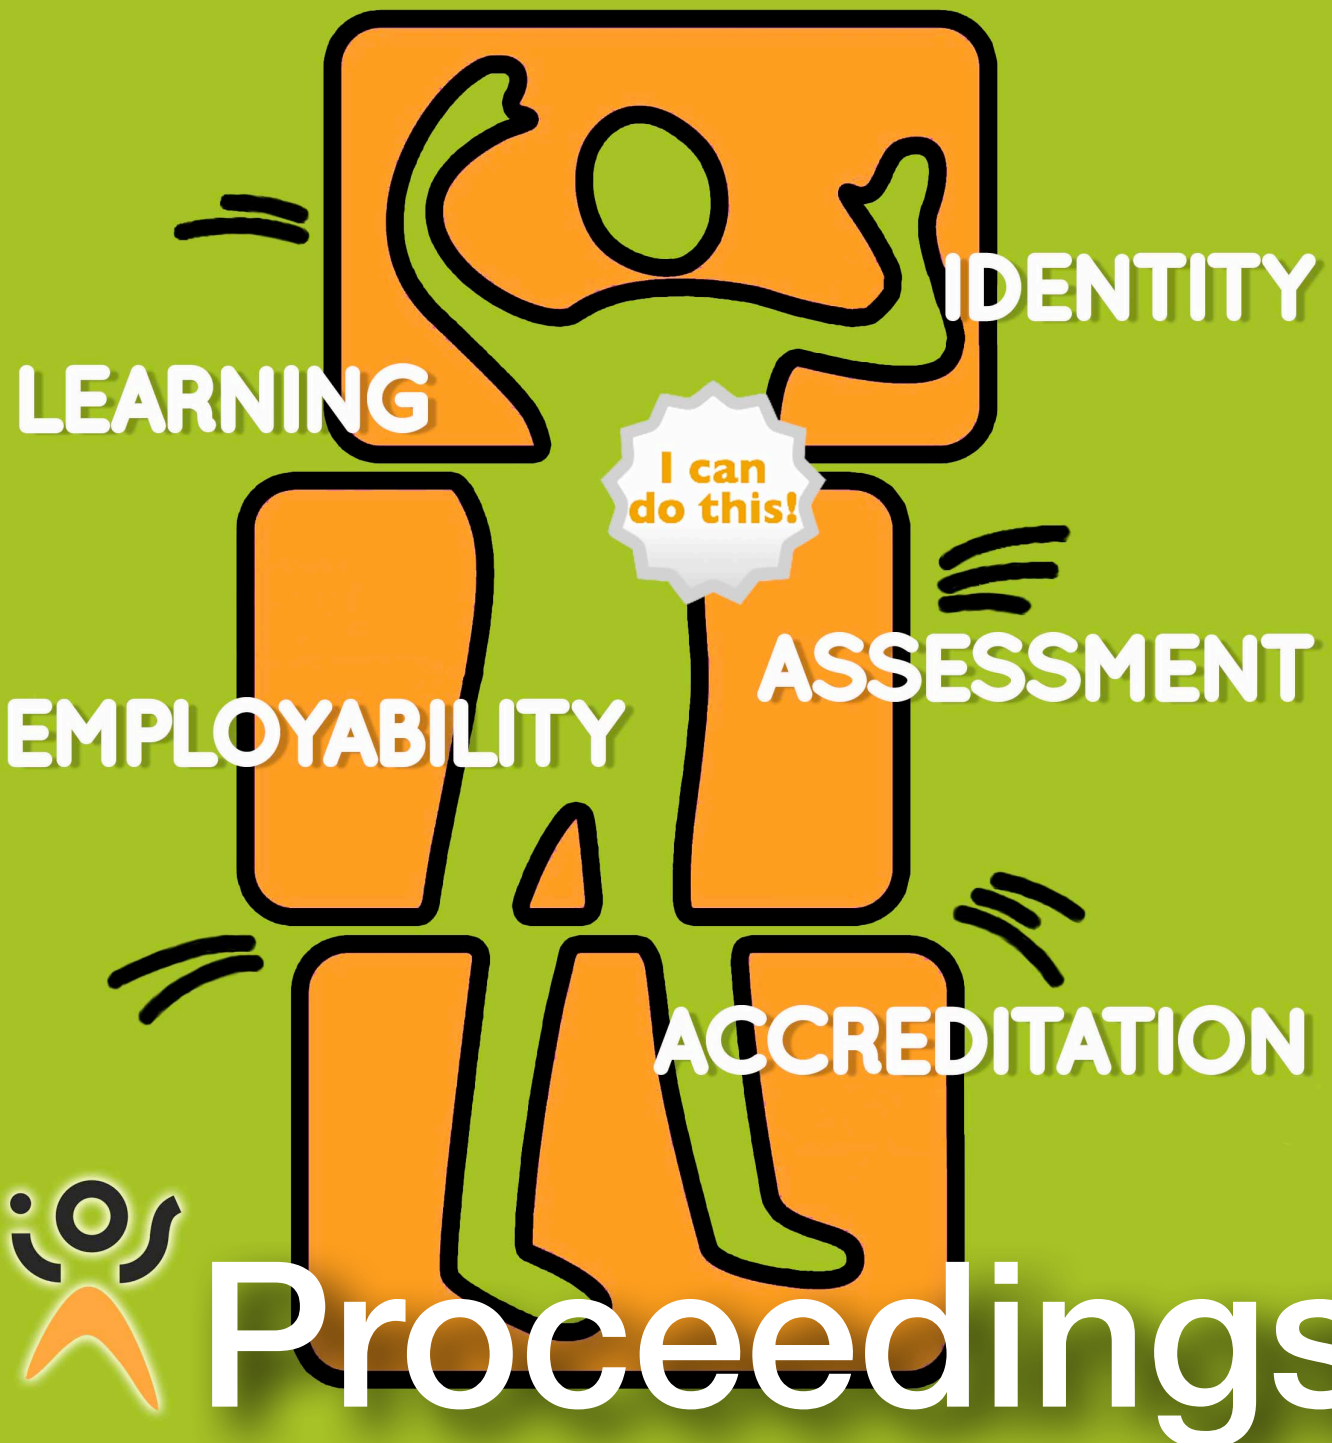 IDENTITY
LEARNING
I can
do this!
ASSESSMENT
EMPLOYABILITY
ACCREDITATION
Proceedings